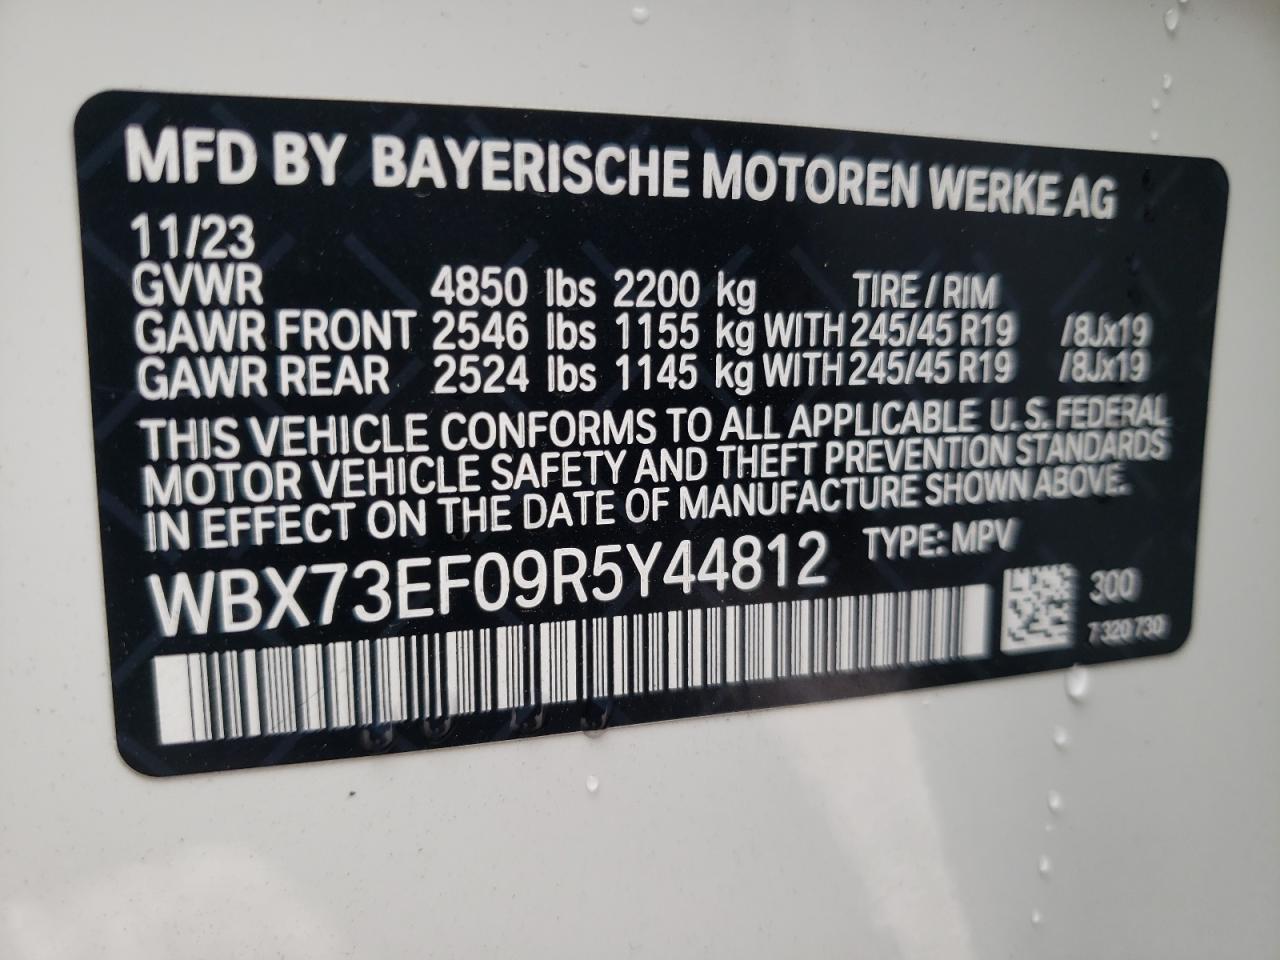 MFD BY BAYERISCHE MOTOREN WERKE AG
11/23
GVWR 4850 lbs 2200 kg TIRE / RIM
GAWR FRONT 2546 lbs 1155 kg WITH 245/45 R19 /8Jx19
GAWR REAR 2524 lbs 1145 kg WITH 245/45 R19 /8Jx19
THIS VEHICLE CONFORMS TO ALL APPLICABLE U.S. FEDERAL
MOTOR VEHICLE SAFETY AND THEFT PREVENTION STANDARDS
IN EFFECT ON THE DATE OF MANUFACTURE SHOWN ABOVE.
WBX73EF09R5Y44812 TYPE: MPV
300
7 320 730